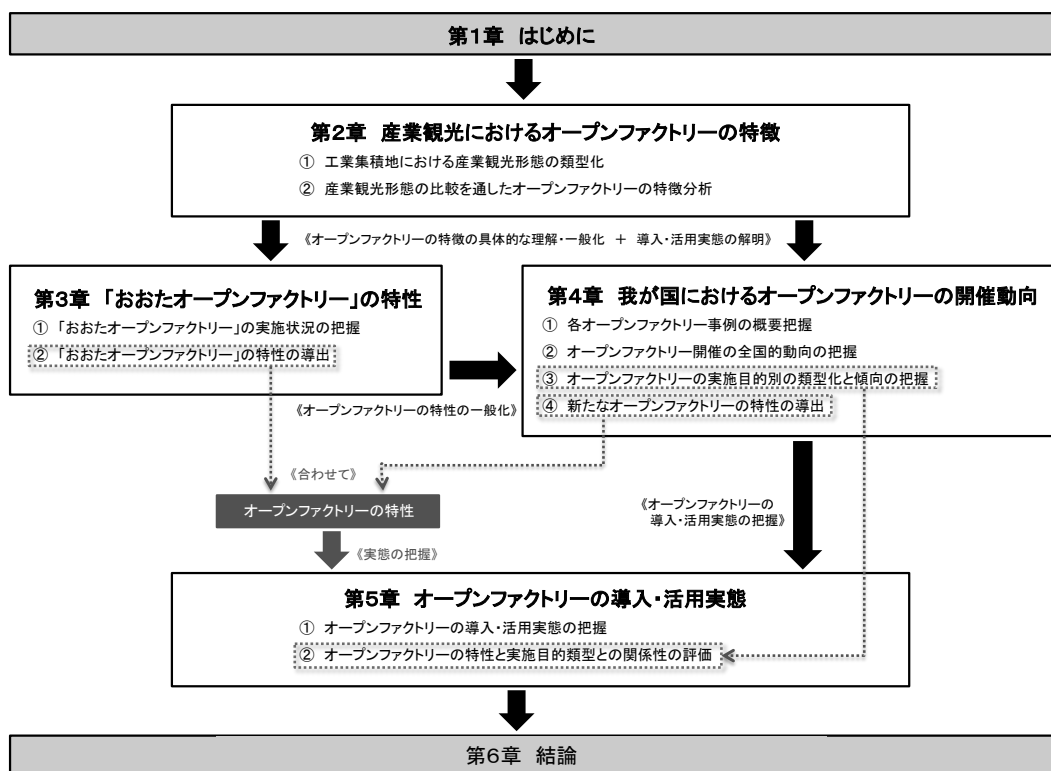 第1章 はじめに
第2章 産業観光におけるオープンファクトリーの特徴
① 工業集積地における産業観光形態の類型化
② 産業観光形態の比較を通したオープンファクトリーの特徴分析
《オープンファクトリーの特徴の具体的な理解・一般化 + 導入・活用実態の解明》
第3章 「おおたオープンファクトリー」の特性
① 「おおたオープンファクトリー」の実施状況の把握
② 「おおたオープンファクトリー」の特性の導出
第4章 我が国におけるオープンファクトリーの開催動向
① 各オープンファクトリー事例の概要把握
② オープンファクトリー開催の全国的動向の把握
③ オープンファクトリーの実施目的別の類型化と傾向の把握
④ 新たなオープンファクトリーの特性の導出
《オープンファクトリーの特性の一般化》
《合わせて》
オープンファクトリーの特性
《オープンファクトリーの
導入・活用実態の把握》
《実態の把握》
第5章 オープンファクトリーの導入・活用実態
① オープンファクトリーの導入・活用実態の把握
② オープンファクトリーの特性と実施目的類型との関係性の評価
第6章 結論